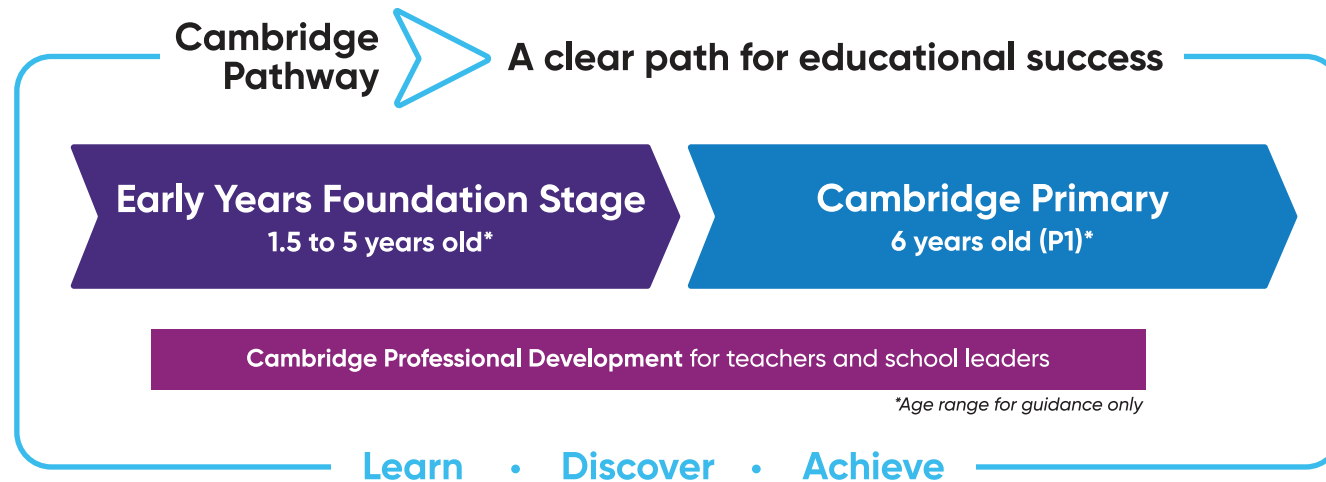 Cambridge
Pathway
A clear path for educational success
Early Years Foundation Stage
1.5 to 5 years old*
Cambridge Primary
6 years old (P1)*
Cambridge Professional Development for teachers and school leaders
*Age range for guidance only
Learn • Discover • Achieve